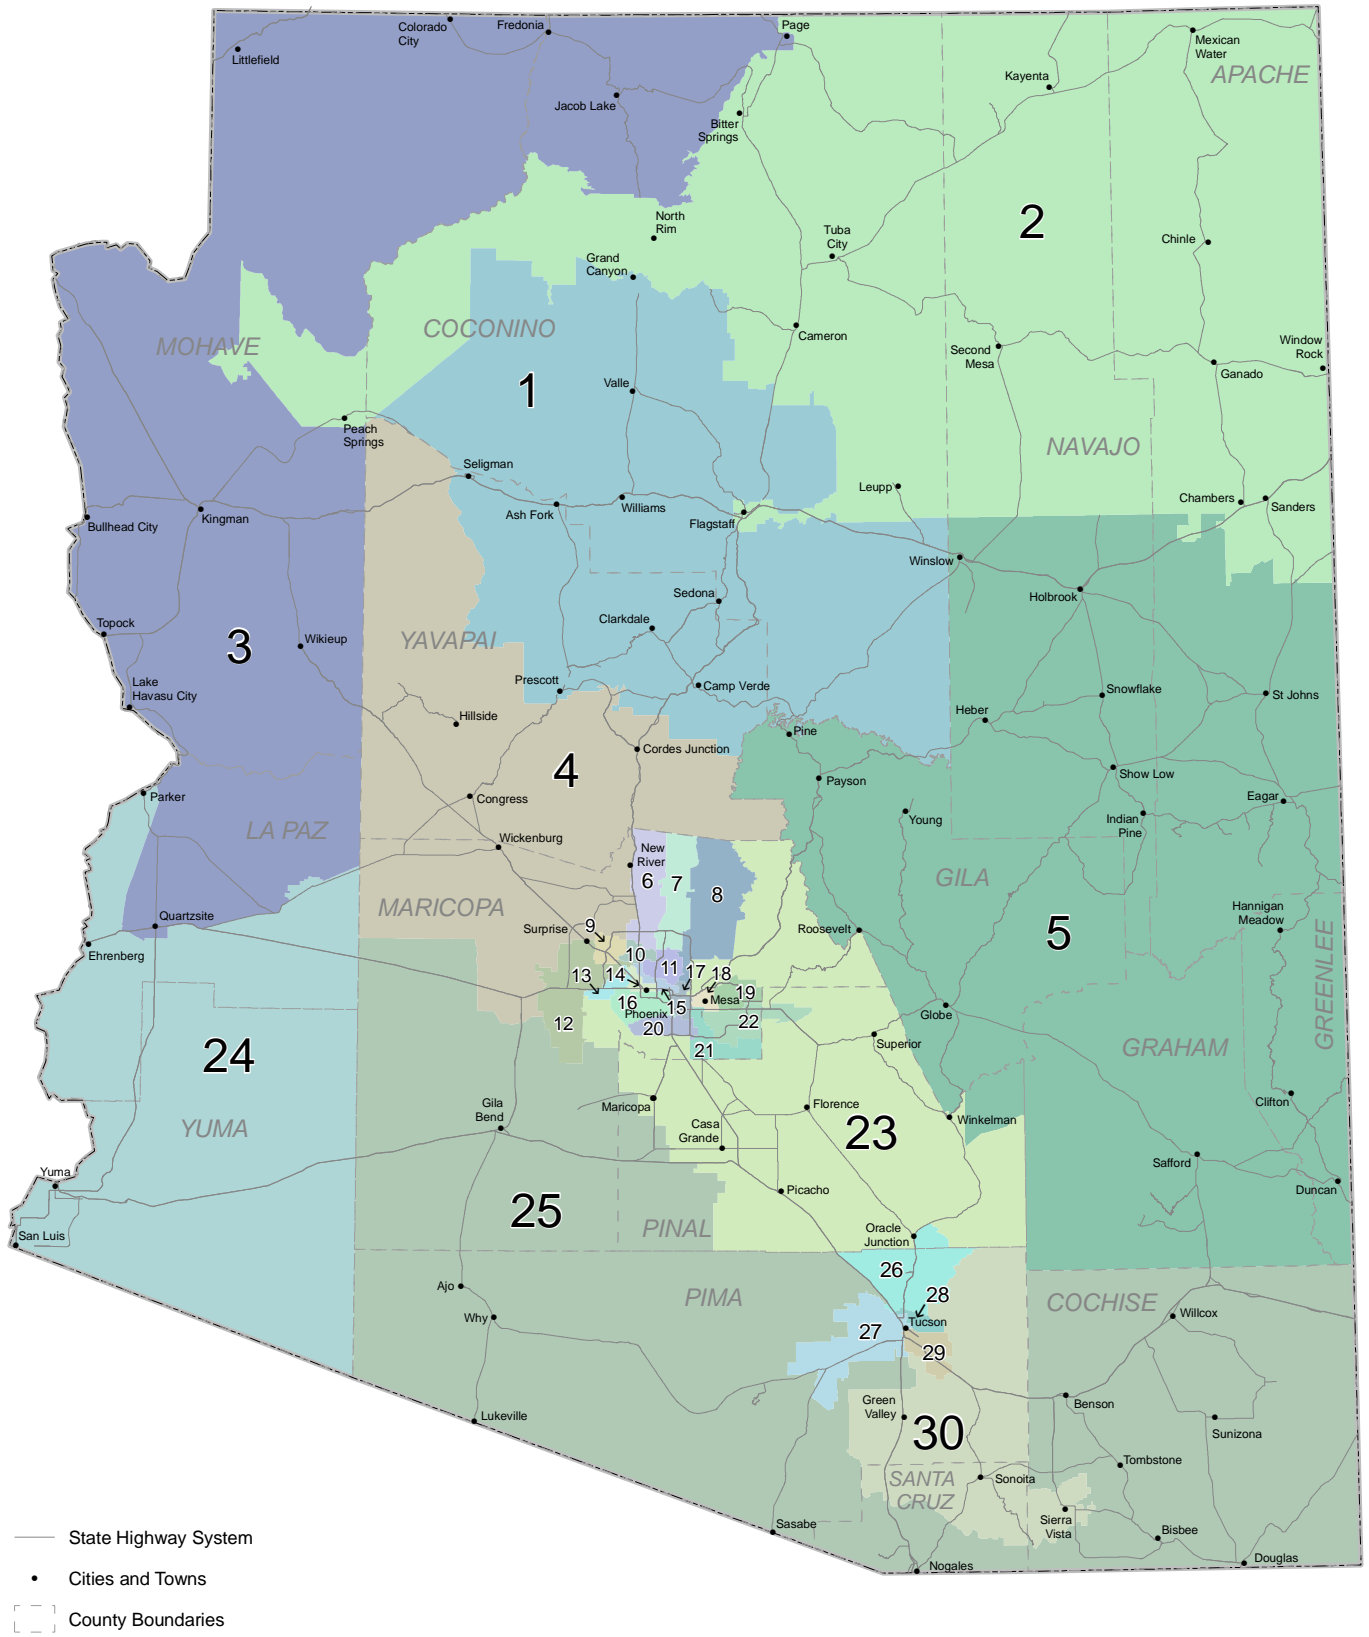 Page
Colorado
City
Fredonia
Littlefield
Mexican
Water
APACHE
Kayenta
Jacob Lake
Bitter
Springs
2
North
Rim
Tuba
City
Chinle
Grand
Canyon
MOHAVE
COCONINO
Cameron
Second
Mesa
Window
Rock
Ganado
1
Valle
Peach
Springs
NAVAJO
Seligman
Leupp
Chambers
Sanders
Bullhead City
Kingman
Ash Fork
Williams
Flagstaff
Winslow
Holbrook
Sedona
Clarkdale
Topock
3
Wikieup
YAVAPAI
Lake
Havasu City
Prescott
Camp Verde
Snowflake
St Johns
Hillside
Heber
Pine
Cordes Junction
4
Payson
Show Low
Parker
Congress
Eagar
Young
Indian
Pine
LA PAZ
Wickenburg
New
River
6
7
8
GILA
MARICOPA
Quartzsite
Surprise
9
Roosevelt
5
Hannigan
Meadow
GREENLEE
Ehrenberg
10
11
13
14
17
18
19
Mesa
16
15
Phoenix
12
20
22
21
Globe
24
Superior
GRAHAM
Gila
Bend
Maricopa
Florence
Clifton
YUMA
Casa
Grande
23
Winkelman
Yuma
Safford
Duncan
Picacho
25
San Luis
PINAL
Oracle
Junction
26
Ajo
PIMA
28
COCHISE
Why
Willcox
27
Tucson
29
Green
Valley
Benson
Lukeville
30
Sunizona
Tombstone
SANTA
CRUZ
Sonoita
Sierra
Vista
Sasabe
Bisbee
Nogales
Douglas
State Highway System
Cities and Towns
County Boundaries